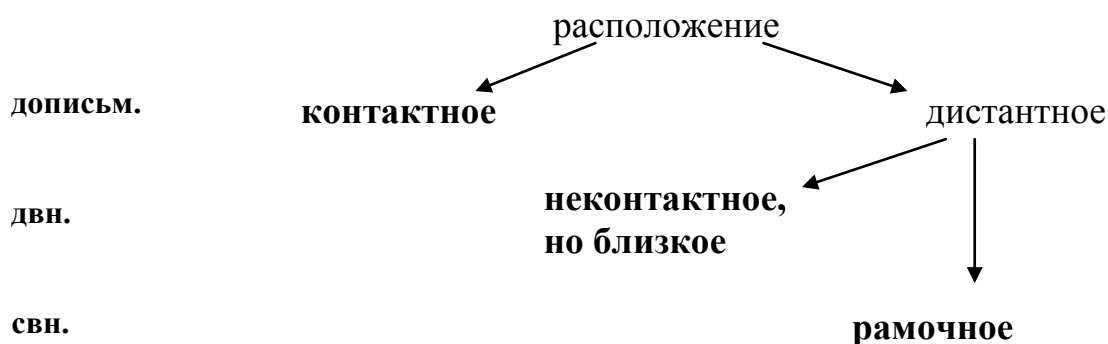 расположение
дописьм. контактное дистантное
двн. неконтактное,
но близкое
свн. рамочное